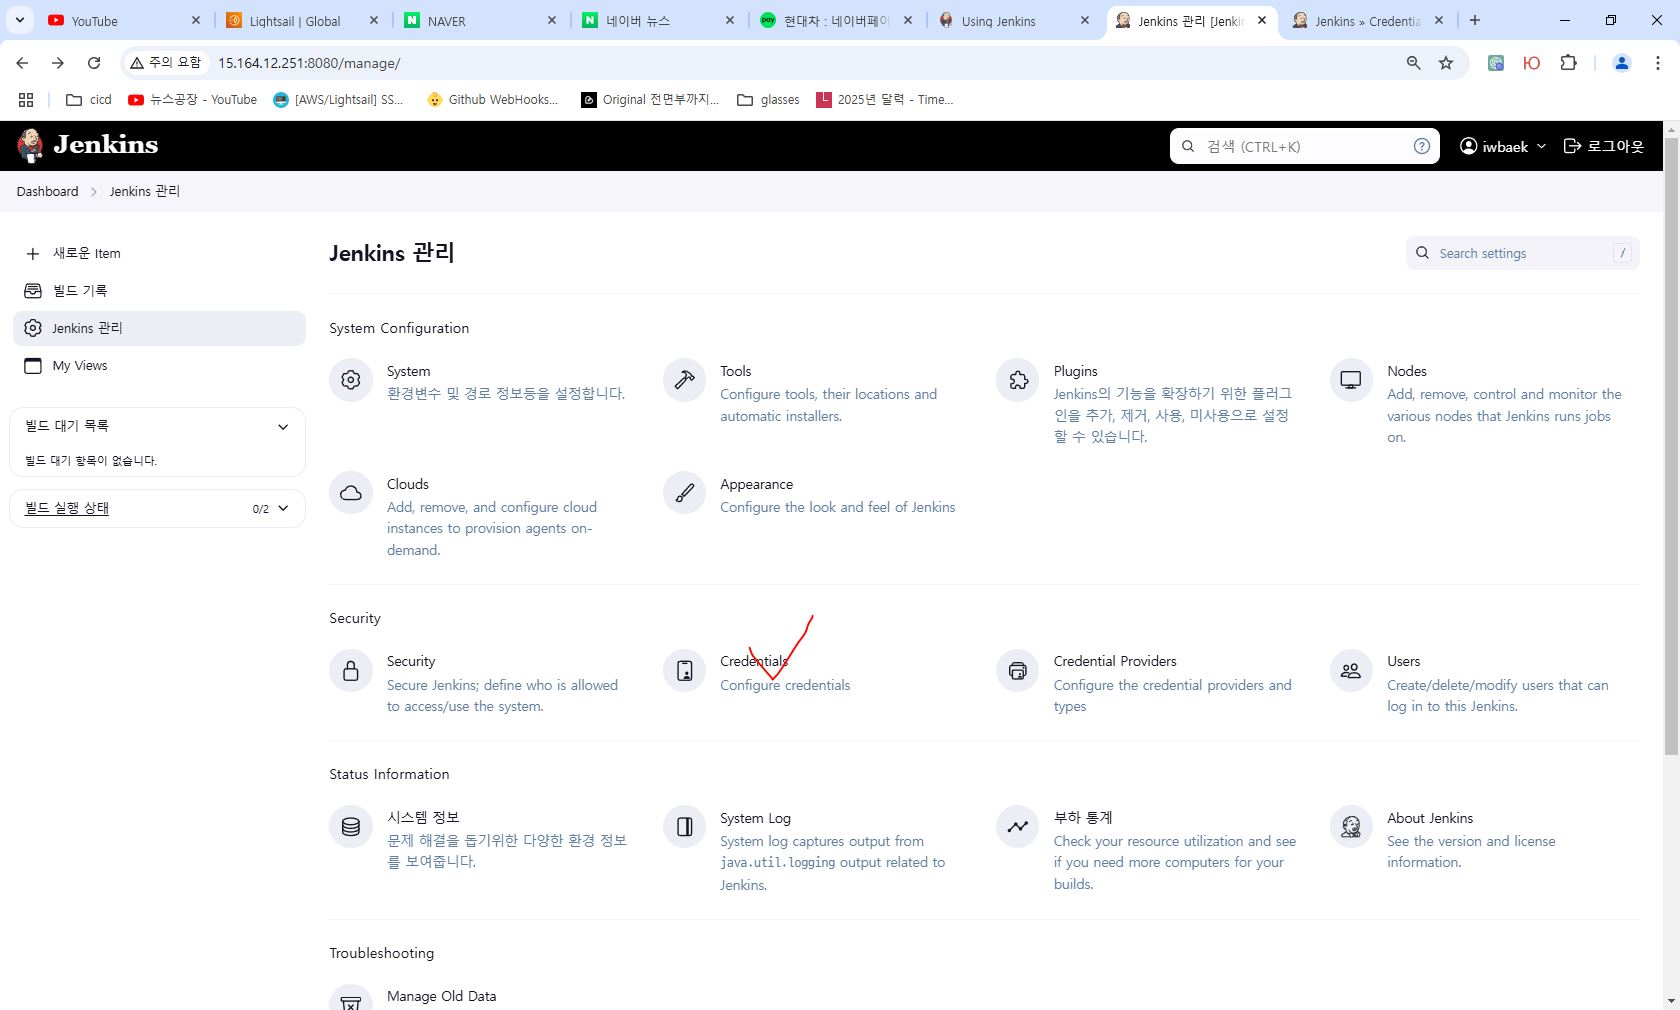 YouTube
Lightsail | Global
NAVER
네이버 뉴스
현대차 : 네이버페이
Using Jenkins
Jenkins 관리 [Jenkin
Jenkins » Credentia
주의 요함
15.164.12.251:8080/manage/
cicd
뉴스공장 - YouTube
[AWS/Lightsail] SS...
Github WebHooks...
Original 전면부까지...
glasses
2025년 달력 - Time...
Jenkins
검색 (CTRL+K)
iwbaek
로그아웃
Dashboard
Jenkins 관리
새로운 Item
빌드 기록
Jenkins 관리
My Views
빌드 대기 목록
빌드 대기 항목이 없습니다.
빌드 실행 상태
0/2
Jenkins 관리
Search settings
/
System Configuration
System
환경변수 및 경로 정보등을 설정합니다.
Tools
Configure tools, their locations and
automatic installers.
Plugins
Jenkins의 기능을 확장하기 위한 플러그
인을 추가, 제거, 사용, 미사용으로 설정
할 수 있습니다.
Nodes
Add, remove, control and monitor the
various nodes that Jenkins runs jobs
on.
Clouds
Add, remove, and configure cloud
instances to provision agents on-
demand.
Appearance
Configure the look and feel of Jenkins
Security
Security
Secure Jenkins; define who is allowed
to access/use the system.
Credentials
Configure credentials
Credential Providers
Configure the credential providers and
types
Users
Create/delete/modify users that can
log in to this Jenkins.
Status Information
시스템 정보
문제 해결을 돕기위한 다양한 환경 정보
를 보여줍니다.
System Log
System log captures output from
java.util.logging output related to
Jenkins.
부하 통계
Check your resource utilization and see
if you need more computers for your
builds.
About Jenkins
See the version and license
information.
Troubleshooting
Manage Old Data